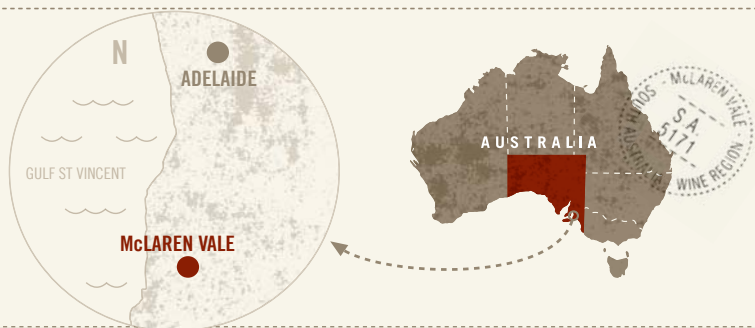 N
ADELAIDE
GULF ST VINCENT
McLAREN VALE
AUSTRALIA
McLAREN VALE
S.A.
5171
WINE REGION